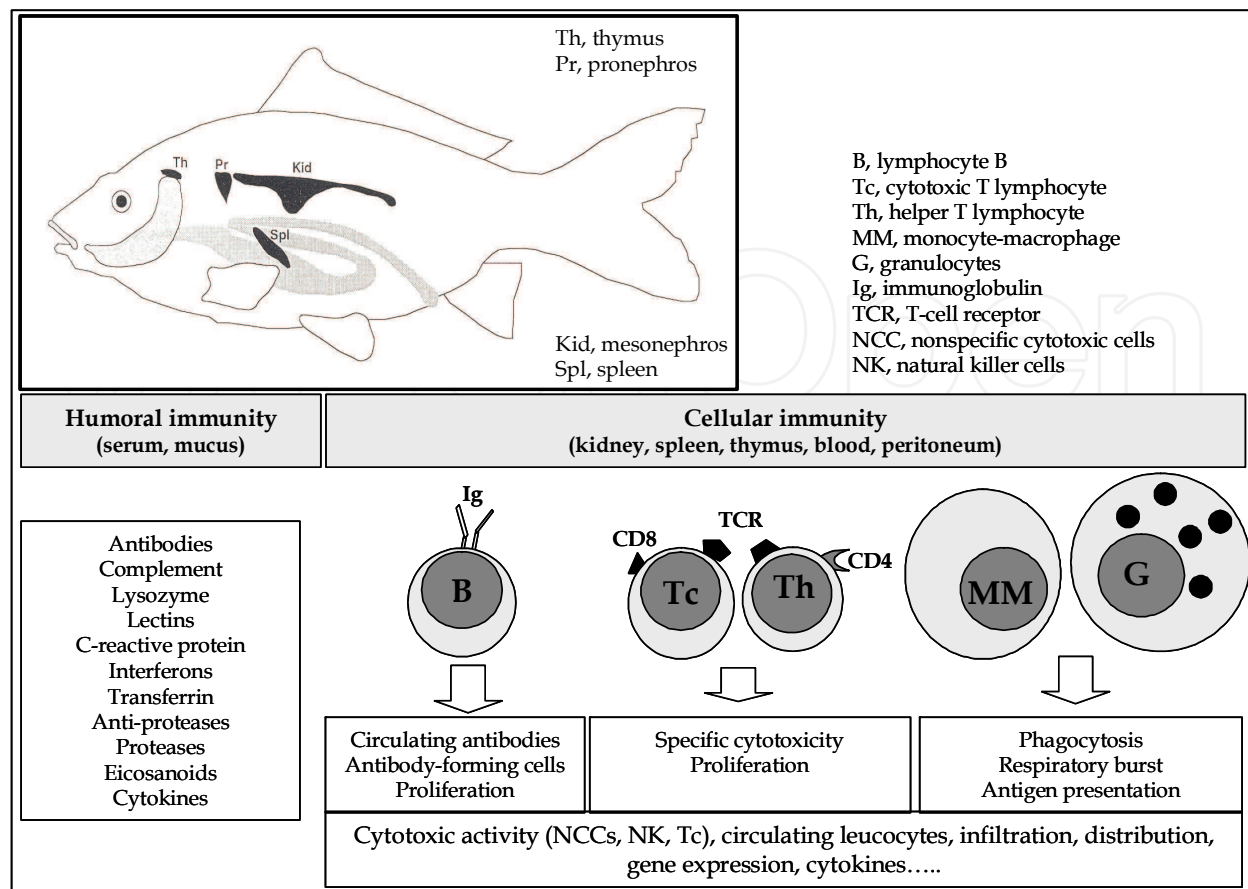 Th, thymus
Pr, pronephros
Th
Pr
Kid
Spl
Kid, mesonephros
Spl, spleen
B, lymphocyte B
Tc, cytotoxic T lymphocyte
Th, helper T lymphocyte
MM, monocyte-macrophage
G, granulocytes
Ig, immunoglobulin
TCR, T-cell receptor
NCC, nonspecific cytotoxic cells
NK, natural killer cells
Open
Humoral immunity
(serum, mucus)
Cellular immunity
(kidney, spleen, thymus, blood, peritoneum)
Antibodies
Complement
Lysozyme
Lectins
C-reactive protein
Interferons
Transferrin
Anti-proteases
Proteases
Eicosanoids
Cytokines
Ig
B
CD8
TCR
CD4
Tc
Th
MM
G
Circulating antibodies
Antibody-forming cells
Proliferation
Specific cytotoxicity
Proliferation
Phagocytosis
Respiratory burst
Antigen presentation
Cytotoxic activity (NCCs, NK, Tc), circulating leucocytes, infiltration, distribution,
gene expression, cytokines…..